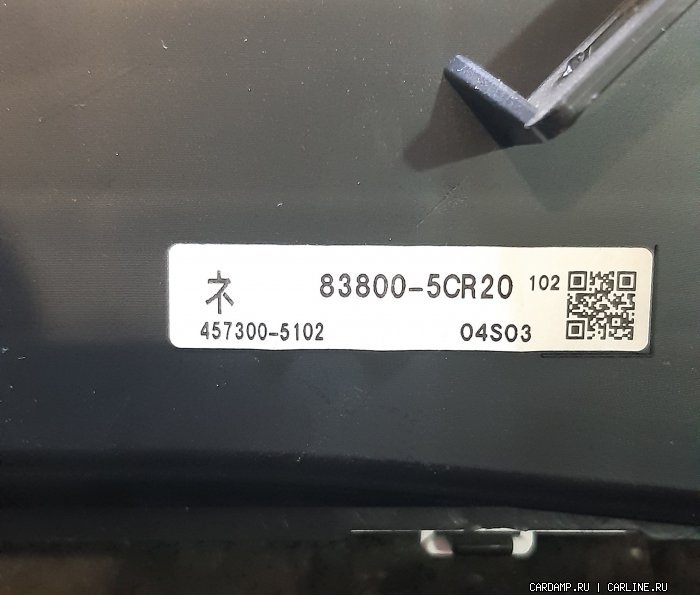 ネ 83800-5CR20 102
457300-5102 04S03
CARDAMP.RU | CARLINE.RU